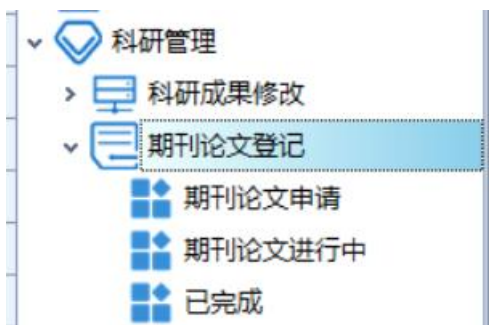 科研管理
科研成果修改
期刊论文登记
期刊论文申请
期刊论文进行中
已完成